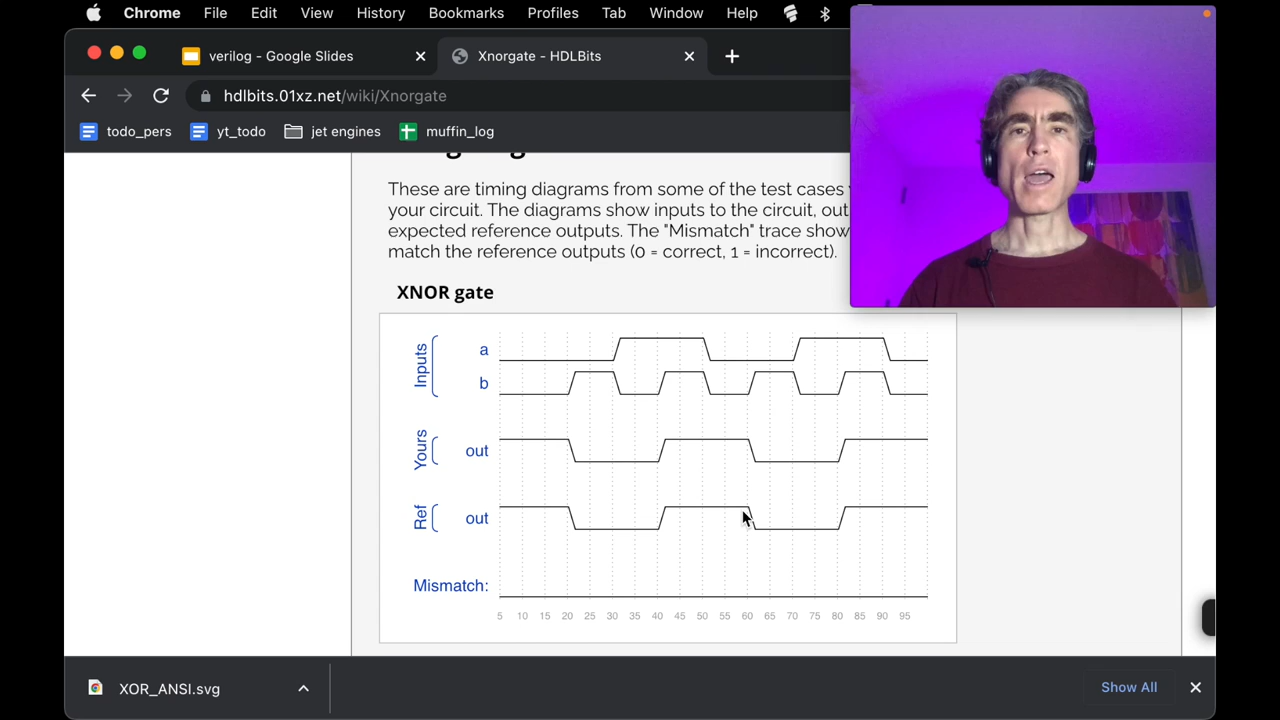 Chrome File Edit View History Bookmarks Profiles Tab Window Help
verilog - Google Slides
Xnorgate - HDLBits
hdlbits.01xz.net/wiki/Xnorgate
todo_pers yt_todo jet engines muffin_log
These are timing diagrams from some of the test cases
your circuit. The diagrams show inputs to the circuit, out
expected reference outputs. The "Mismatch" trace show
match the reference outputs (0 = correct, 1 = incorrect).
XNOR gate
Inputs
a
b
Yours
out
Ref
out
Mismatch:
5 10 15 20 25 30 35 40 45 50 55 60 65 70 75 80 85 90 95
XOR_ANSI.svg
Show All